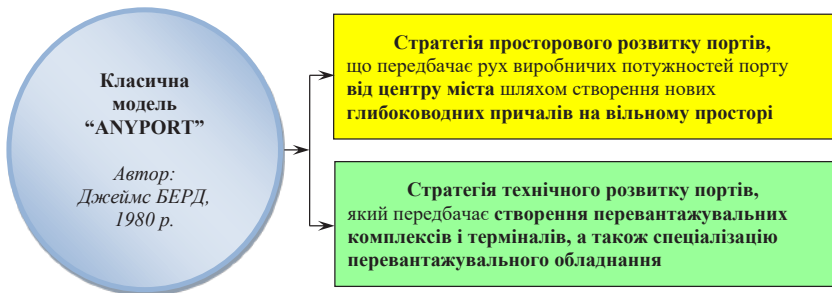 Класична
модель
“ANYPORT”
Автор:
Джеймс БЕРД,
1980 р.
Стратегія просторового розвитку портів,
що передбачає рух виробничих потужностей порту
від центру міста шляхом створення нових
глибоководних причалів на вільному просторі
Стратегія технічного розвитку портів,
який передбачає створення перевантажувальних
комплексів і терміналів, а також спеціалізацію
перевантажувального обладнання